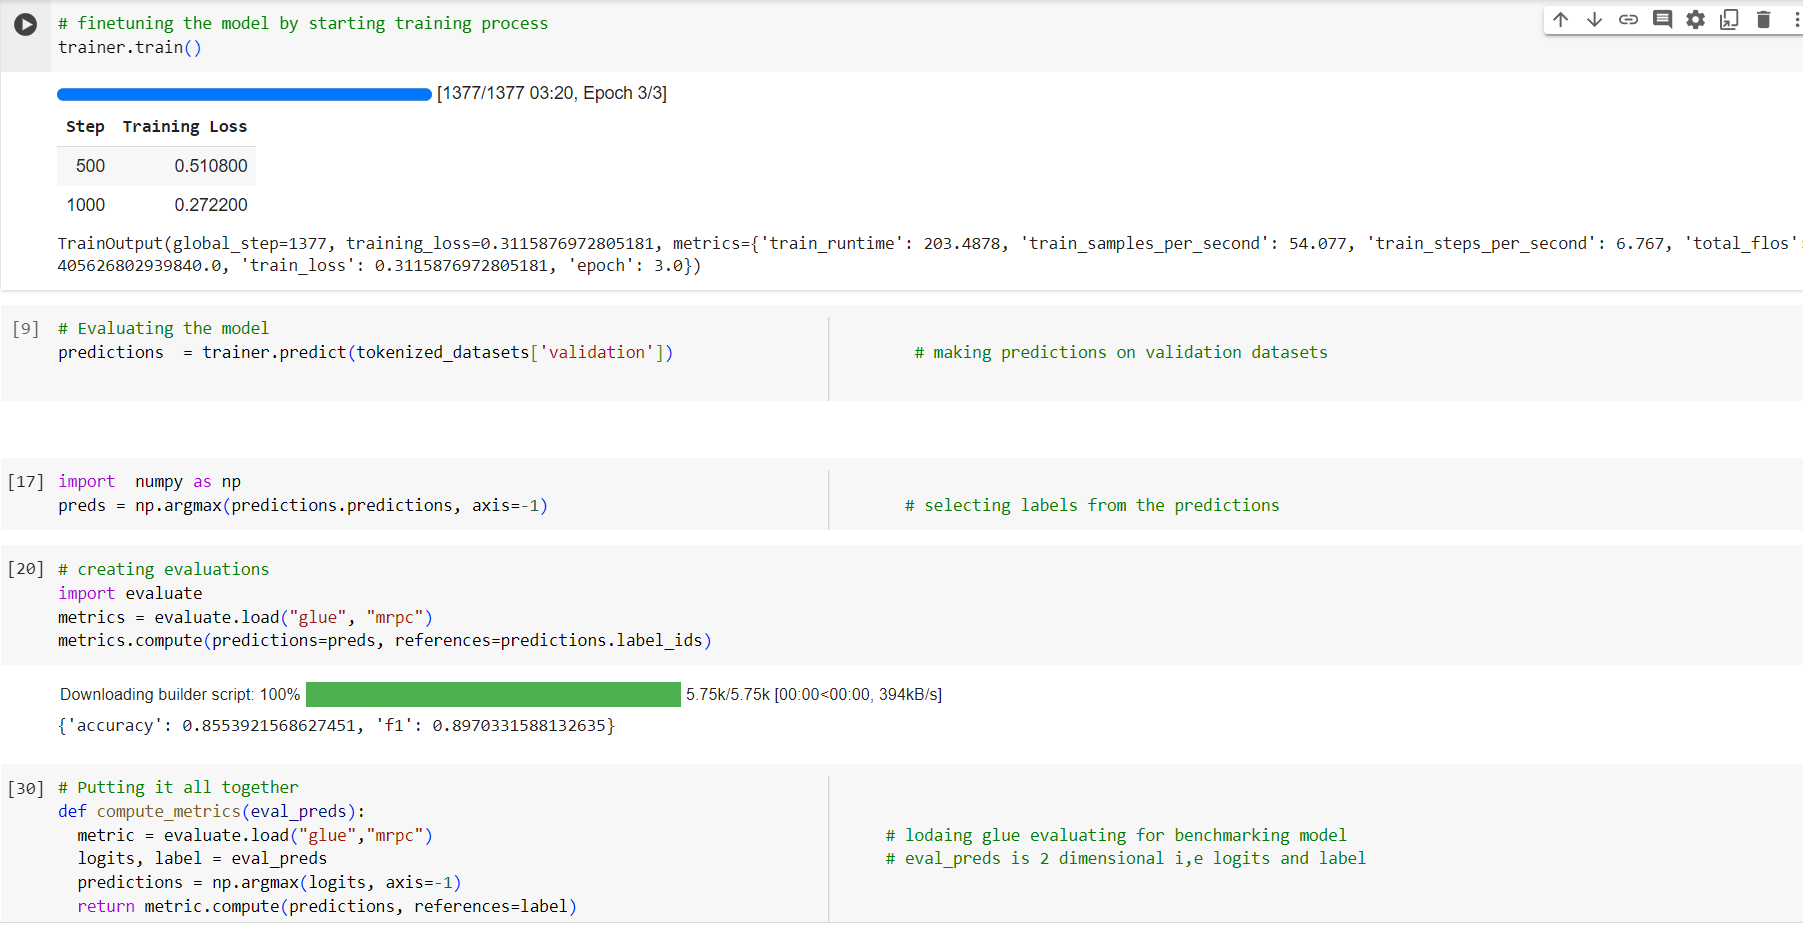 # finetuning the model by starting training process
trainer.train()
[1377/1377 03:20, Epoch 3/3]
Step Training Loss
500 0.510800
1000 0.272200
TrainOutput(global_step=1377, training_loss=0.3115876972805181, metrics={'train_runtime': 203.4878, 'train_samples_per_second': 54.077, 'train_steps_per_second': 6.767, 'total_flos':
405626802939840.0, 'train_loss': 0.3115876972805181, 'epoch': 3.0})
[9] # Evaluating the model
predictions  = trainer.predict(tokenized_datasets['validation']) # making predictions on validation datasets
[17] import  numpy as np
preds = np.argmax(predictions.predictions, axis=-1) # selecting labels from the predictions
[20] # creating evaluations
import evaluate
metrics = evaluate.load("glue", "mrpc")
metrics.compute(predictions=preds, references=predictions.label_ids)
Downloading builder script: 100% 5.75k/5.75k [00:00<00:00, 394kB/s]
{'accuracy': 0.8553921568627451, 'f1': 0.8970331588132635}
[30] # Putting it all together
def compute_metrics(eval_preds):
metric = evaluate.load("glue","mrpc") # lodaing glue evaluating for benchmarking model
logits, label = eval_preds # eval_preds is 2 dimensional i,e logits and label
predictions = np.argmax(logits, axis=-1)
return metric.compute(predictions, references=label)